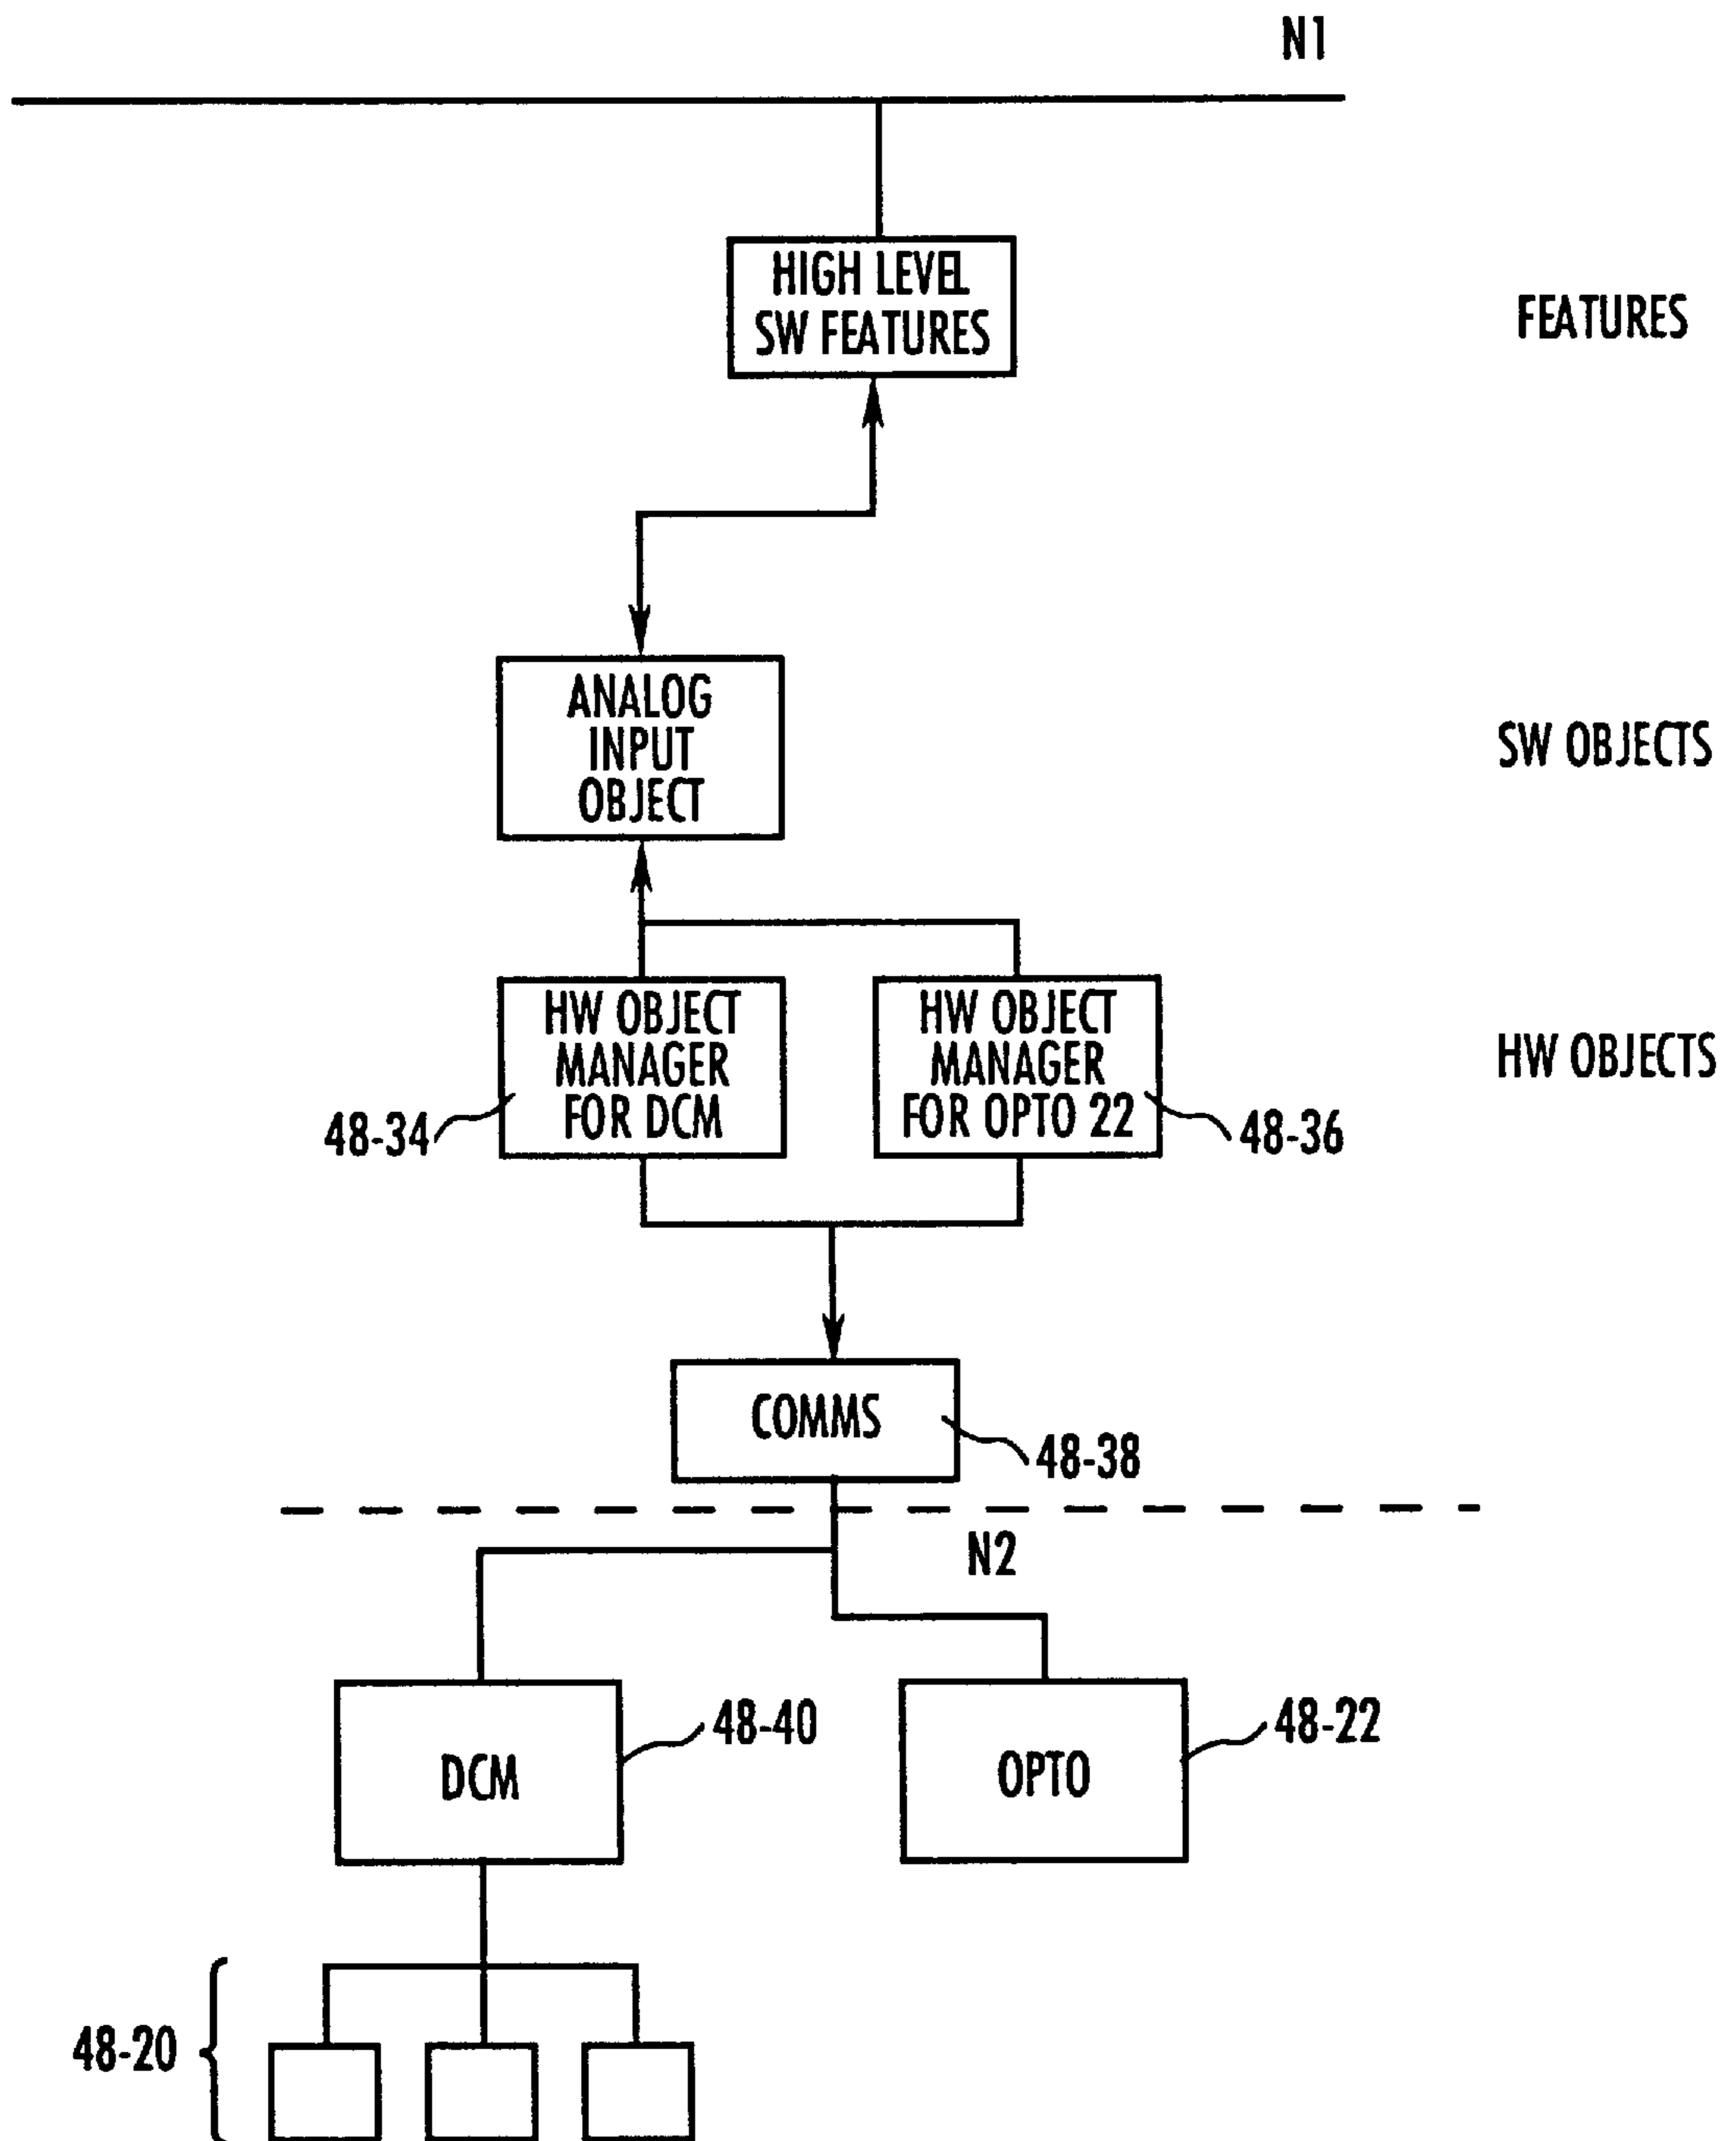 N1
HIGH LEVEL
SW FEATURES
FEATURES
ANALOG
INPUT
OBJECT
SW OBJECTS
HW OBJECT
MANAGER
FOR DCM
HW OBJECT
MANAGER
FOR OPTO 22
HW OBJECTS
48-34
48-36
COMMS
48-38
N2
DCM
48-40
OPTO
48-22
48-20